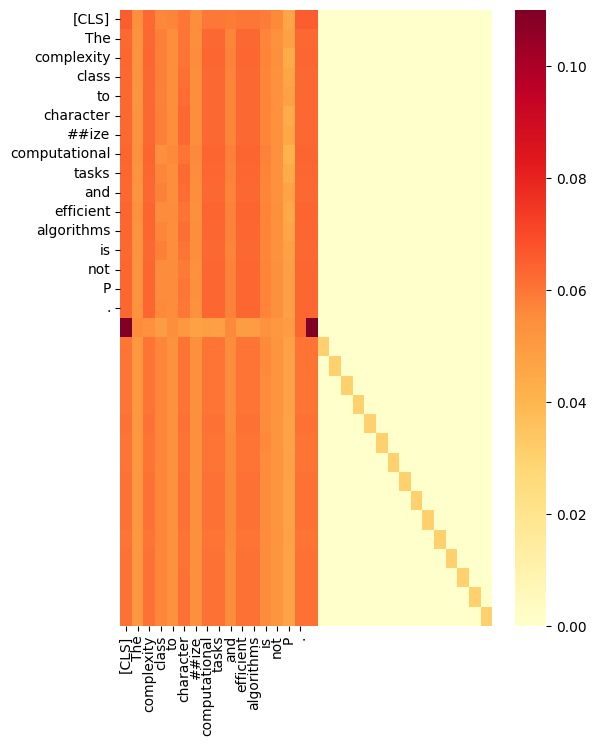 [CLS]
The
complexity
class
to
character
##ize
computational
tasks
and
efficient
algorithms
is
not
P
.
[CLS]
The
complexity
class
to
character
##ize
computational
tasks
and
efficient
algorithms
is
not
P
.
0.10
0.08
0.06
0.04
0.02
0.00